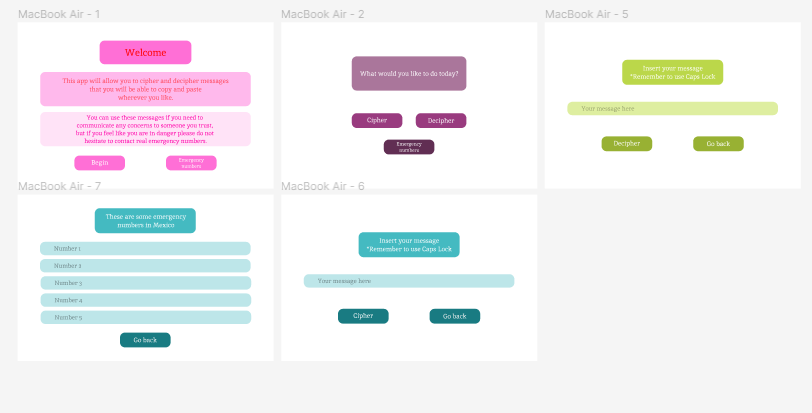 MacBook Air - 1
Welcome
This app will allow you to cipher and decipher messages
that you will be able to copy and paste
wherever you like.
You can use these messages if you need to
communicate any concerns to someone you trust,
but if you feel like you are in danger please do not
hesitate to contact real emergency numbers.
Begin
Emergency
numbers
MacBook Air - 2
What would you like to do today?
Cipher
Decipher
Emergency
numbers
MacBook Air - 5
Insert your message
*Remember to use Caps Lock
Your message here
Decipher
Go back
MacBook Air - 7
These are some emergency
numbers in Mexico
Number 1
Number 2
Number 3
Number 4
Number 5
Go back
MacBook Air - 6
Insert your message
*Remember to use Caps Lock
Your message here
Cipher
Go back